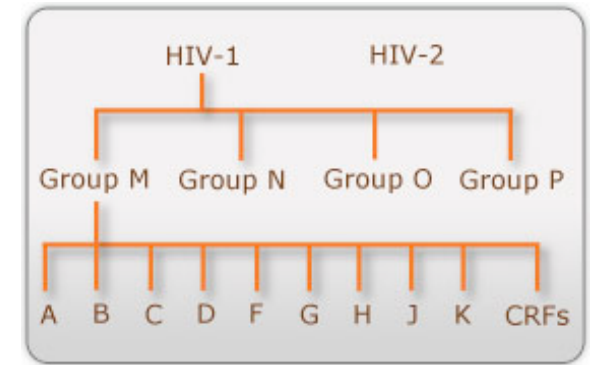 HIV-1 HIV-2
Group M Group N Group O Group P
A B C D F G H J K CRFs